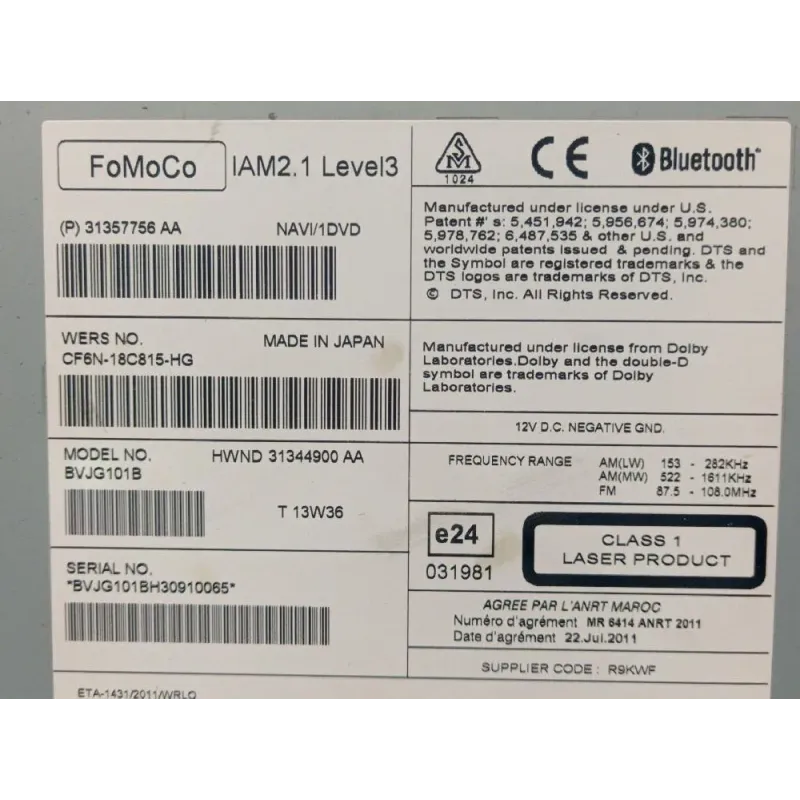 FoMoCo
IAM2.1 Level3
(P) 31357756 AA NAVI/1DVD
WERS NO. MADE IN JAPAN
CF6N-18C815-HG
MODEL NO. HWND 31344900 AA
BVJG101B
T 13W36
SERIAL NO.
*BVJG101BH30910065*
ETA-1431/2011/WRLO
SM
1024
CE
Bluetooth®
Manufactured under license under U.S.
Patent #' s: 5,451,942; 5,956,674; 5,974,380;
5,978,762; 6,487,535 & other U.S. and
worldwide patents issued & pending. DTS and
the Symbol are registered trademarks & the
DTS logos are trademarks of DTS, Inc.
© DTS, Inc. All Rights Reserved.
Manufactured under license from Dolby
Laboratories.Dolby and the double-D
symbol are trademarks of Dolby
Laboratories.
12V D.C. NEGATIVE GND.
FREQUENCY RANGE AM(LW) 153 - 282KHz
AM(MW) 522 - 1611KHz
FM 87.5 - 108.0MHz
e24
031981
CLASS 1
LASER PRODUCT
AGREE PAR L'ANRT MAROC
Numéro d'agrément MR 6414 ANRT 2011
Date d'agrément 22.Jul.2011
SUPPLIER CODE : R9KWF